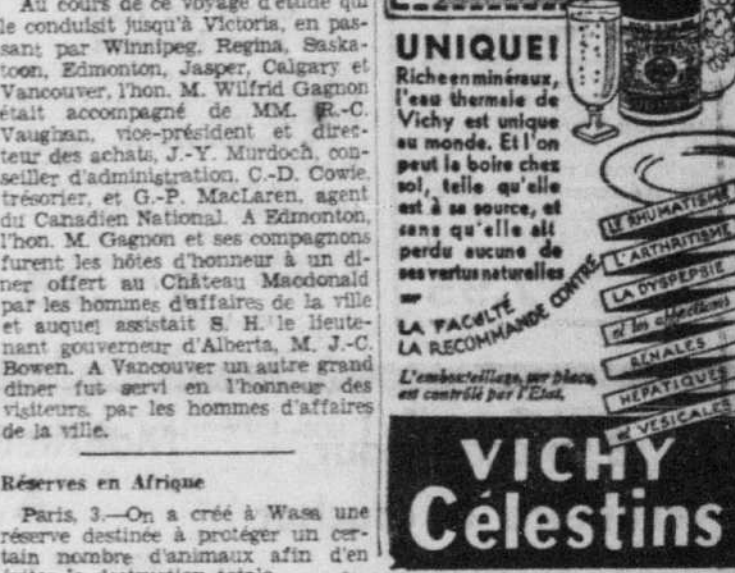 Au cours de ce voyage d'étude qui
le conduisit jusqu'à Victoria, en pas-
sant par Winnipeg, Regina, Saska-
toon, Edmonton, Jasper, Calgary et
Vancouver, l'hon. M. Wilfrid Gagnon
était accompagné de MM. R.-C.
Vaughan, vice-président et direc-
teur des achats, J.-Y. Murdoch, con-
seiller d'administration, C.-D. Cowie,
trésorier, et G.-P. MacLaren, agent
du Canadien National. A Edmonton,
l'hon. M. Gagnon et ses compagnons
furent les hôtes d'honneur à un dî-
ner offert au Château Macdonald
par les hommes d'affaires de la ville
et auquel assistait S. H. le lieute-
nant gouverneur d'Alberta, M. J.-C.
Bowen. A Vancouver un autre grand
dîner fut servi en l'honneur des
visiteurs, par les hommes d'affaires
de la ville.
Réserves en Afrique
Paris, 3.—On a créé à Wasa une
réserve destinée à protéger un cer-
tain nombre d'animaux afin d'en
UNIQUE!
Riche en minéraux,
l'eau thermale de
Vichy est unique
au monde. Et l'on
peut la boire chez
soi, telle qu'elle
est à sa source, et
sans qu'elle ait
perdu aucune de
ses vertus naturelles
LA FACULTÉ
LA RECOMMANDE CONTRE
LE RHUMATISME
L'ARTHRITISME
LA DYSPEPSIE
et les affections
RÉNALES
HÉPATIQUES
et VÉSICALES
L'embouteillage, sur place,
est contrôlé par l'État.
VICHY
Célestins